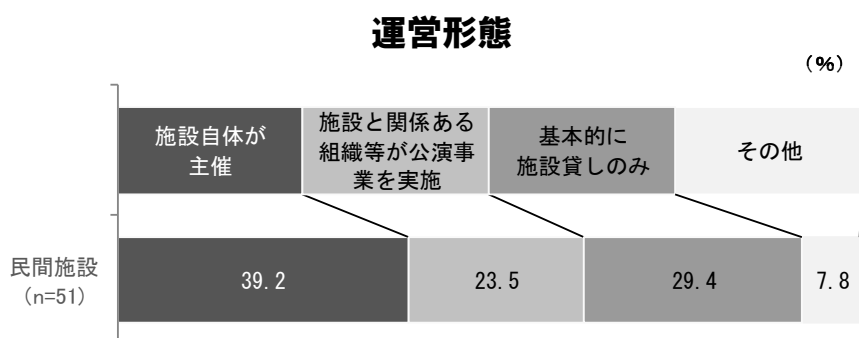 運営形態
（%）
施設自体が
主催
施設と関係ある
組織等が公演事
業を実施
基本的に
施設貸しのみ
その他
民間施設
（n=51）
39.2
23.5
29.4
7.8